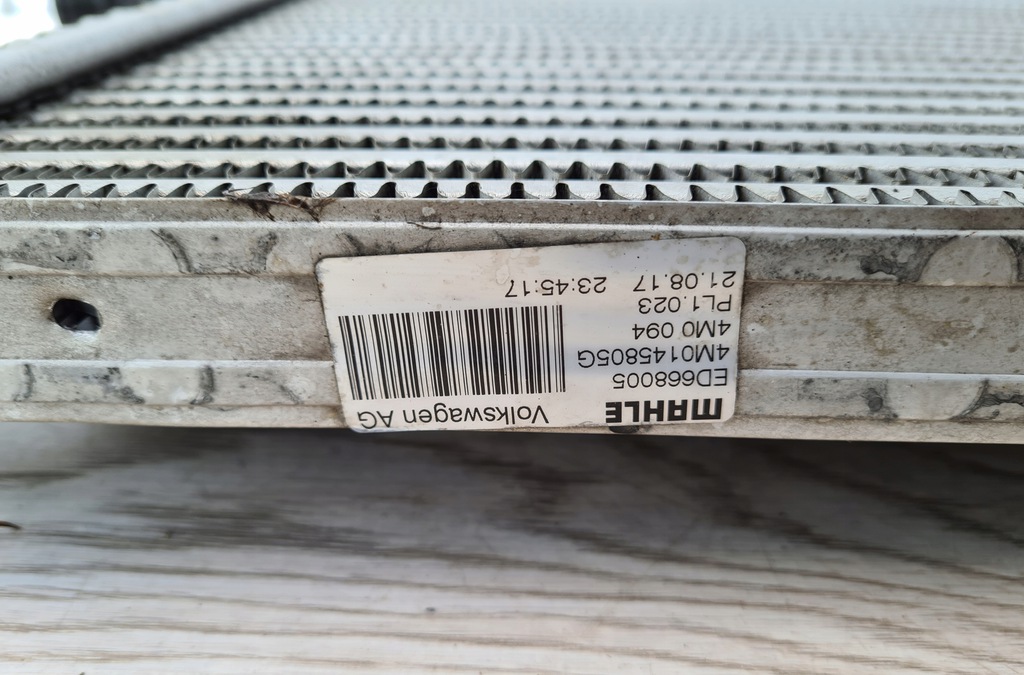 MAHLE Volkswagen AG
ED668005
4M0145805G
4M0 094
PL1.023
21.08.17 23:45:17